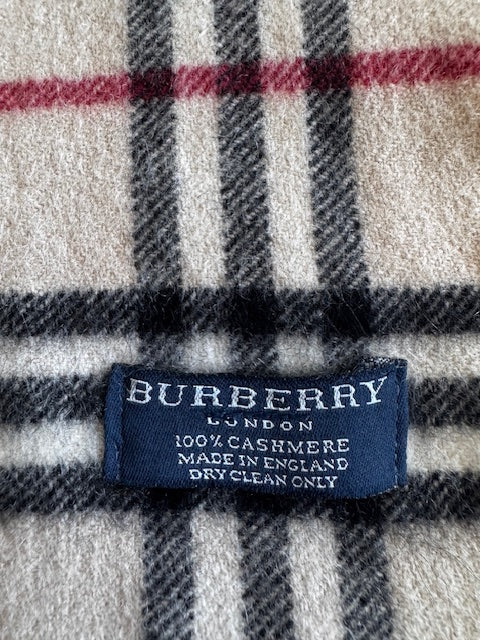 BURBERRY
LONDON
100% CASHMERE
MADE IN ENGLAND
DRY CLEAN ONLY